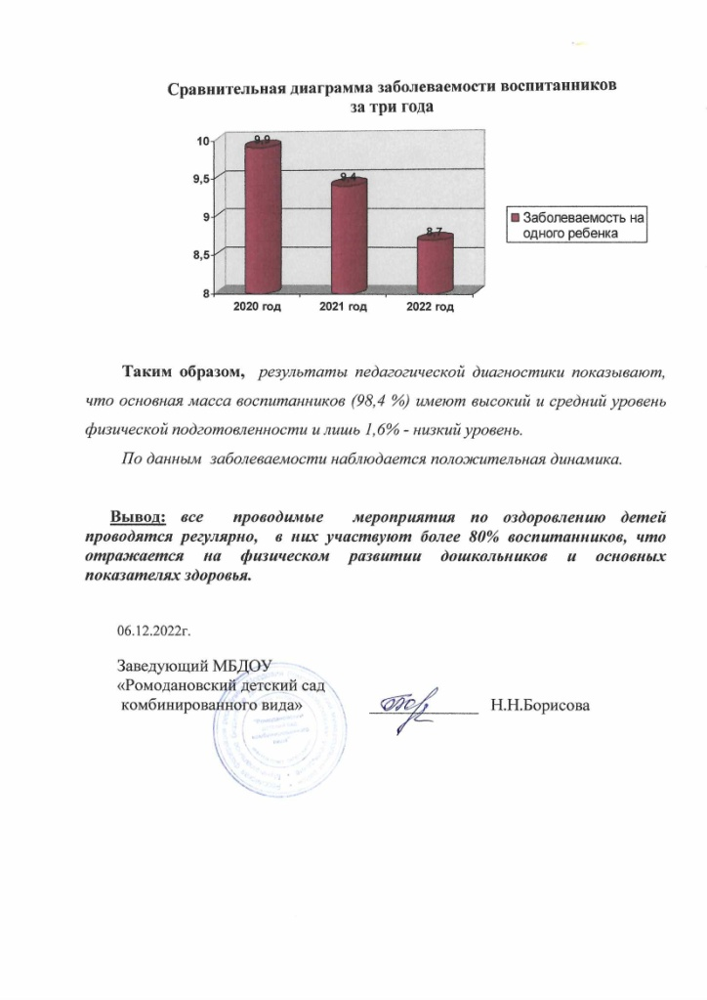 Сравнительная диаграмма заболеваемости воспитанников
за три года
10
9,5
9
8,5
8
9,9
9,4
8,7
2020 год
2021 год
2022 год
Заболеваемость на
одного ребенка
Таким образом, результаты педагогической диагностики показывают,
что основная масса воспитанников (98,4 %) имеют высокий и средний уровень
физической подготовленности и лишь 1,6% - низкий уровень.
По данным заболеваемости наблюдается положительная динамика.
Вывод: все проводимые мероприятия по оздоровлению детей
проводятся регулярно, в них участвуют более 80% воспитанников, что
отражается на физическом развитии дошкольников и основных
показателях здоровья.
06.12.2022г.
Заведующий МБДОУ
«Ромодановский детский сад
комбинированного вида»
Н.Н.Борисова